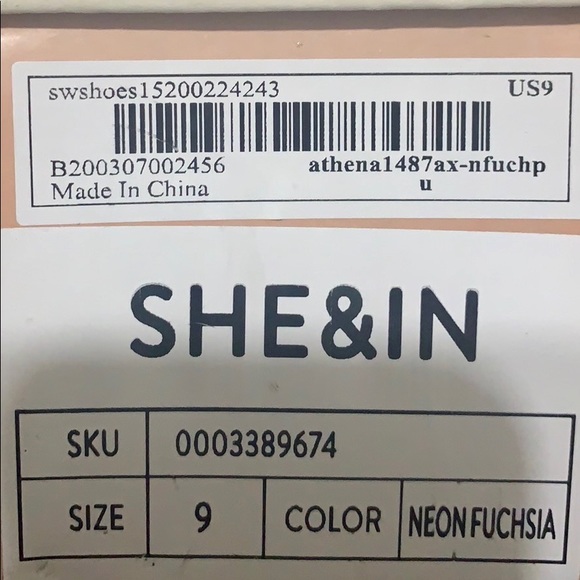 swshoes15200224243 US9
B200307002456 athena1487ax-nfuchp
Made In China u
SHE&IN
SKU 0003389674
SIZE 9 COLOR NEON FUCHSIA